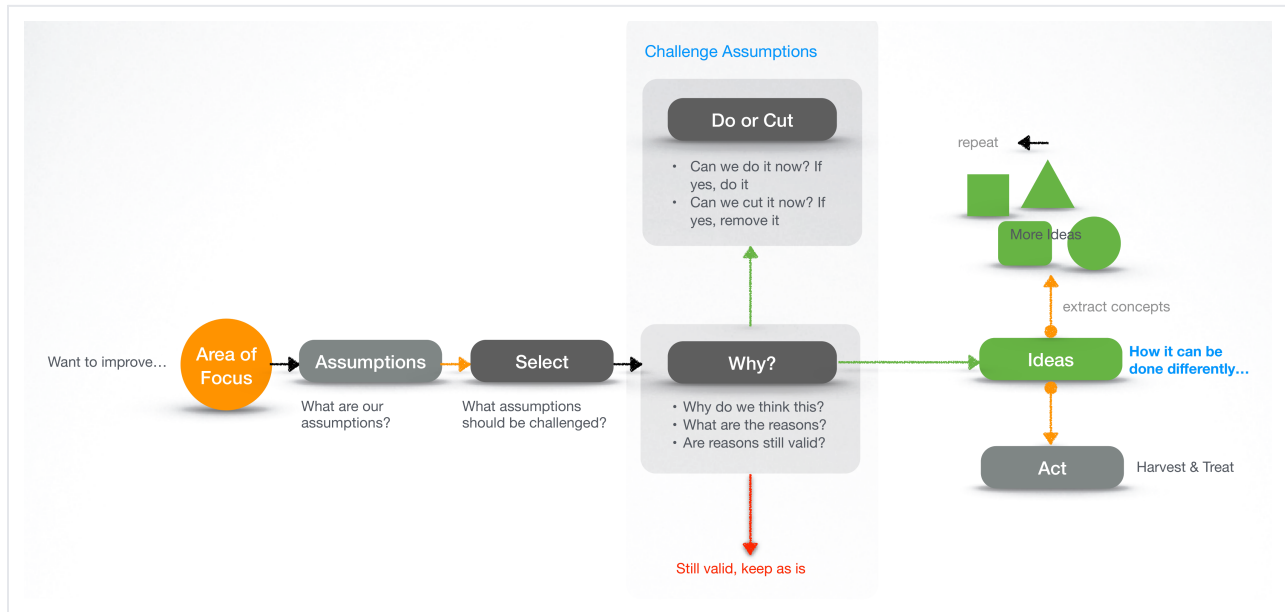 Challenge Assumptions
Do or Cut
• Can we do it now? If
yes, do it
• Can we cut it now? If
yes, remove it
repeat
More Ideas
extract concepts
Want to improve…
Area of
Focus
Assumptions
What are our
assumptions?
Select
What assumptions
should be challenged?
Why?
• Why do we think this?
• What are the reasons?
• Are reasons still valid?
Ideas
How it can be
done differently…
Act
Harvest & Treat
Still valid, keep as is